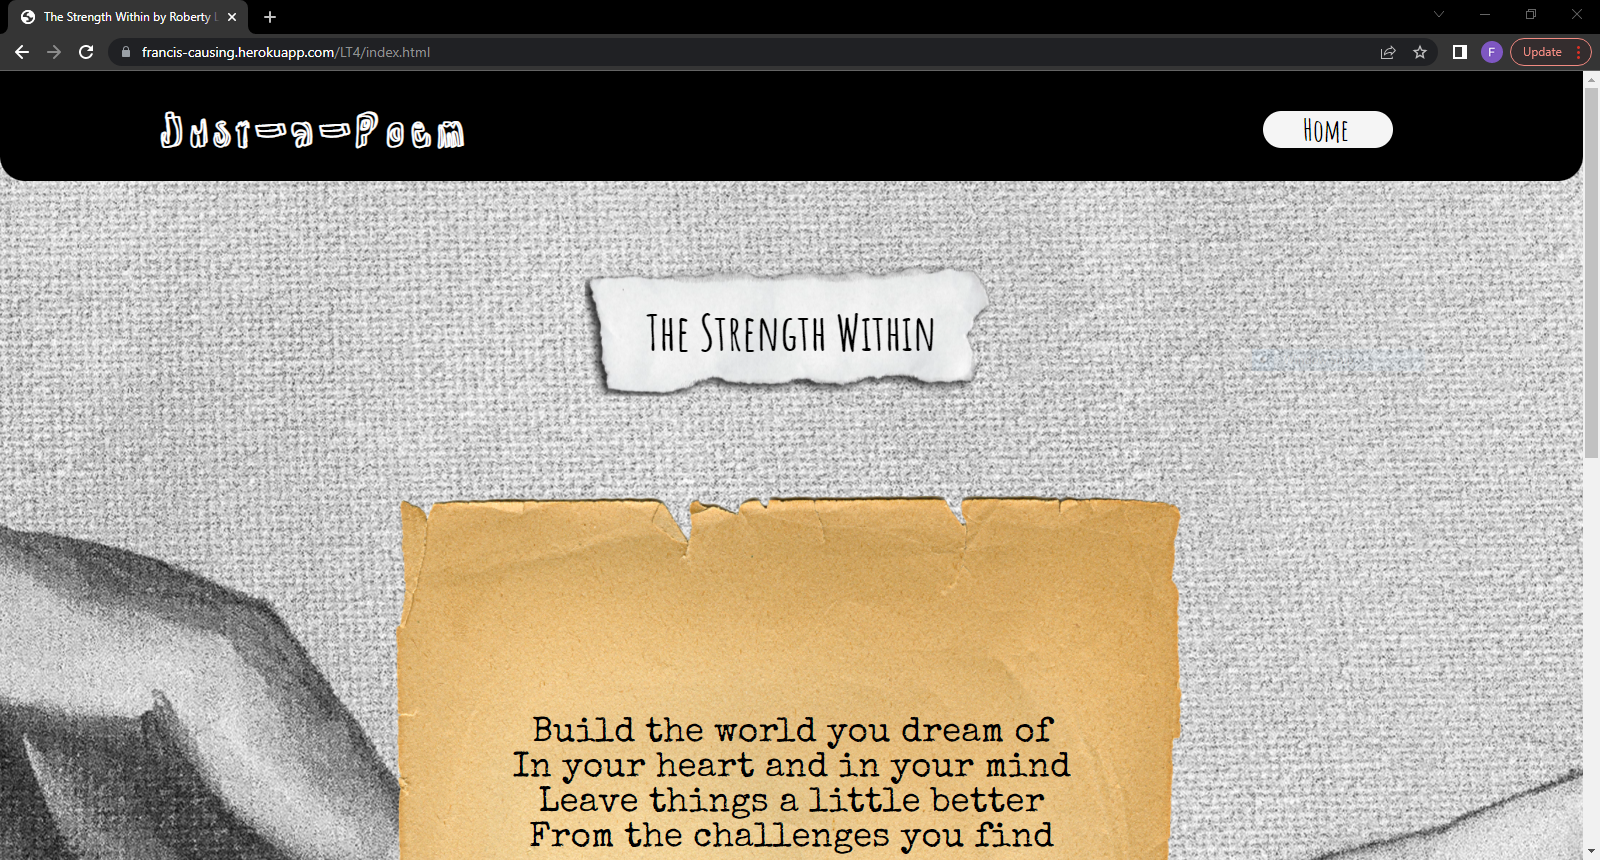 The Strength Within by Roberty
francis-causing.herokuapp.com/LT4/index.html
F
Update
Just-a-Poem
Home
The Strength Within
Build the world you dream of
In your heart and in your mind
Leave things a little better
From the challenges you find